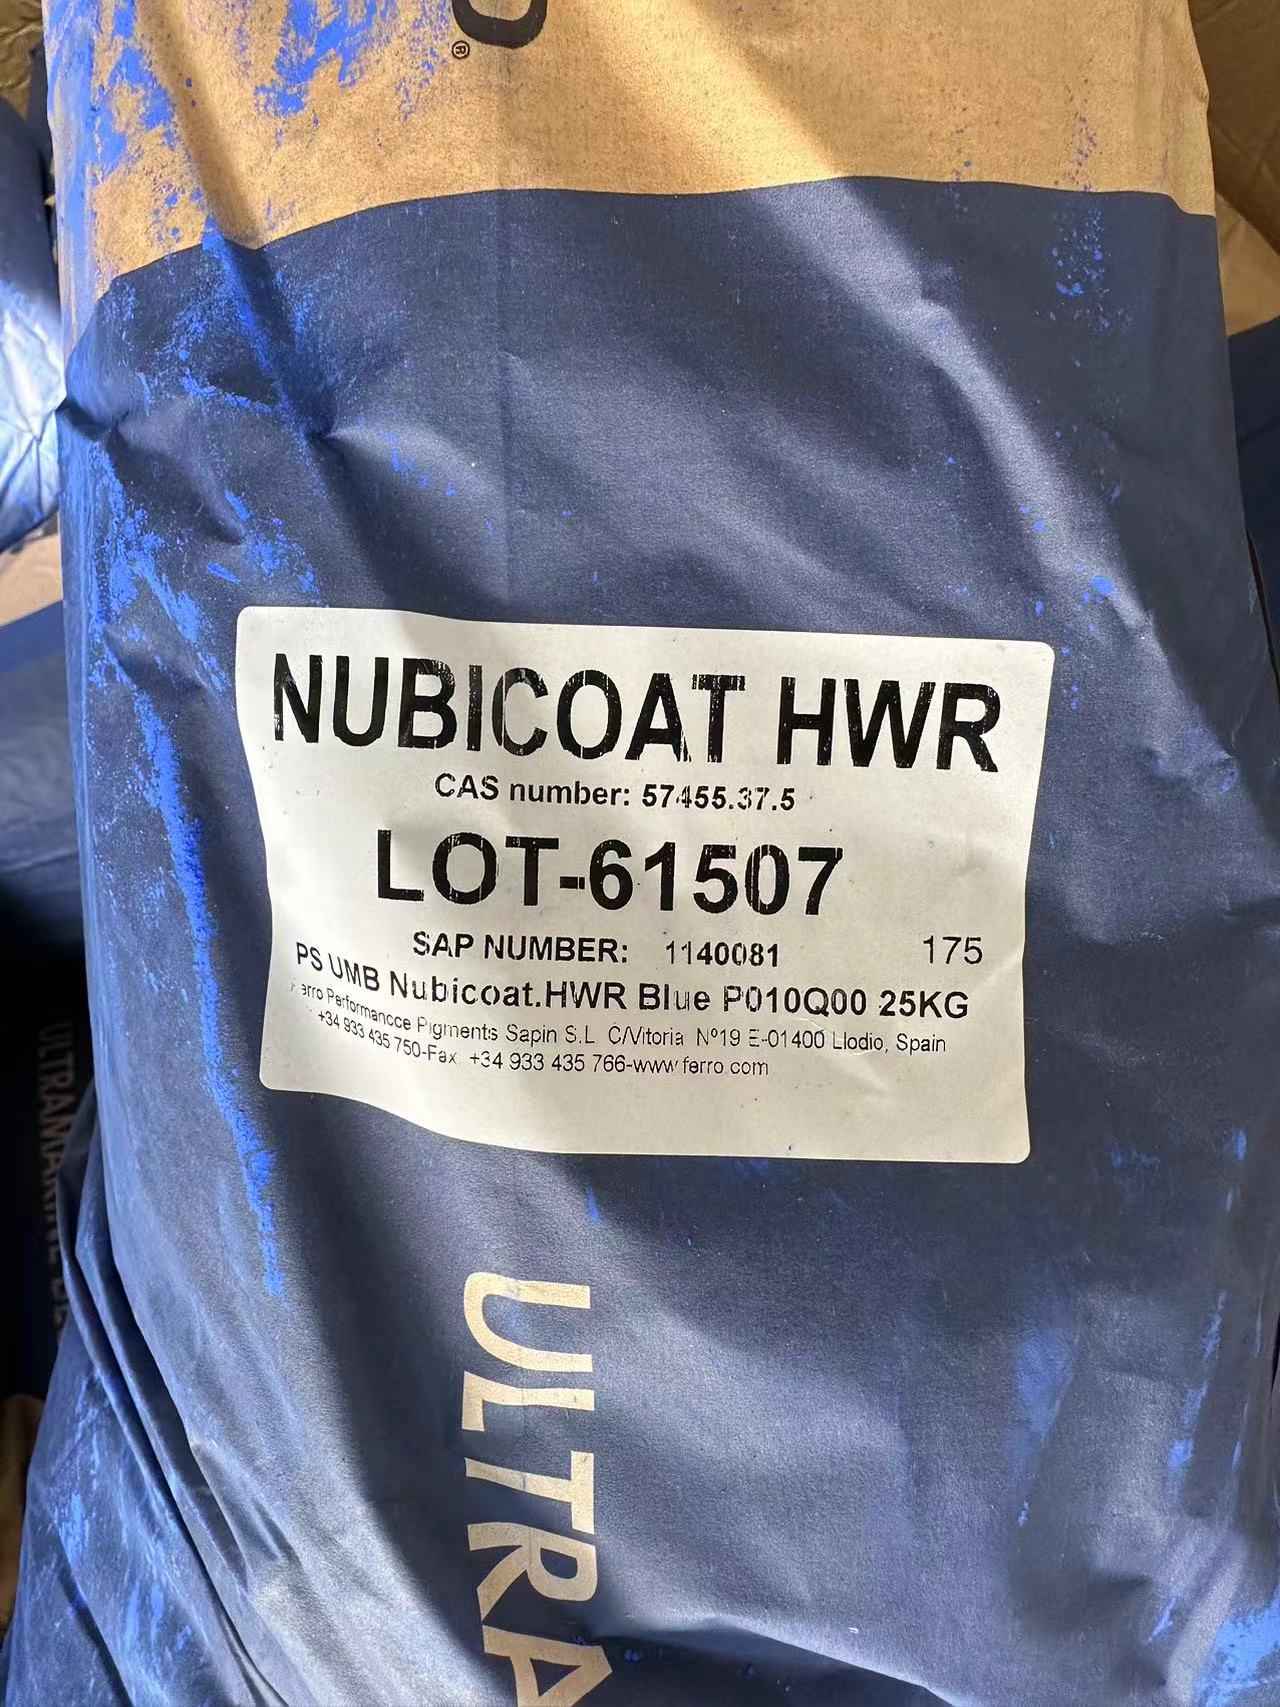 ®
NUBICOAT HWR
CAS number: 57455.37.5
LOT-61507
SAP NUMBER: 1140081 175
PS UMB Nubicoat.HWR Blue P010Q00 25KG
Performancce Pigments Sapin S.L C/Vitoria Nº19 E-01400 Llodio, Spain
+34 933 435 750-Fax. +34 933 435 766-www.ferro.com
ULTRA
ULTRAMARINE